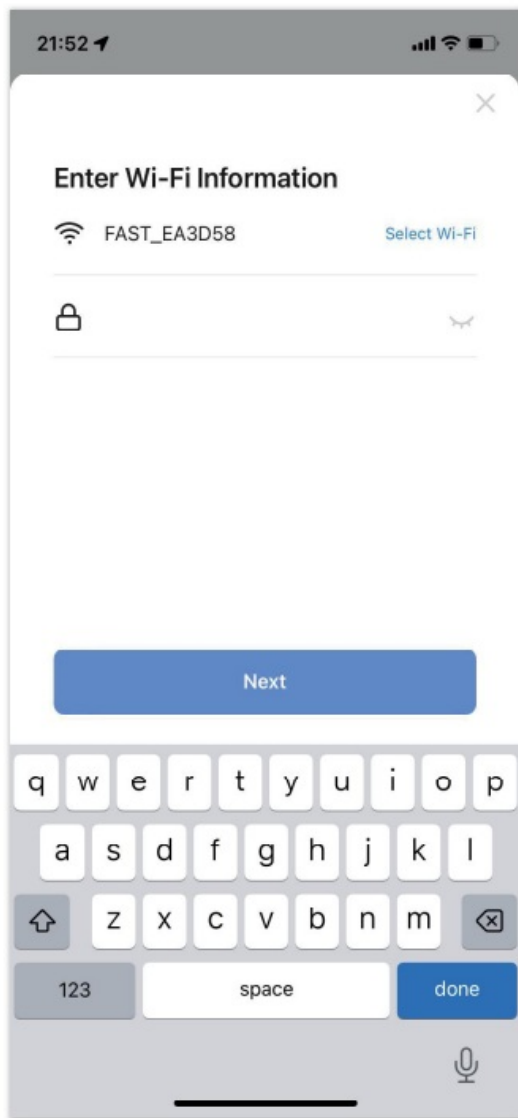 21:52
Enter Wi-Fi Information
FAST_EA3D58 Select Wi-Fi
Next
q w e r t y u i o p
a s d f g h j k l
z x c v b n m
123 space done